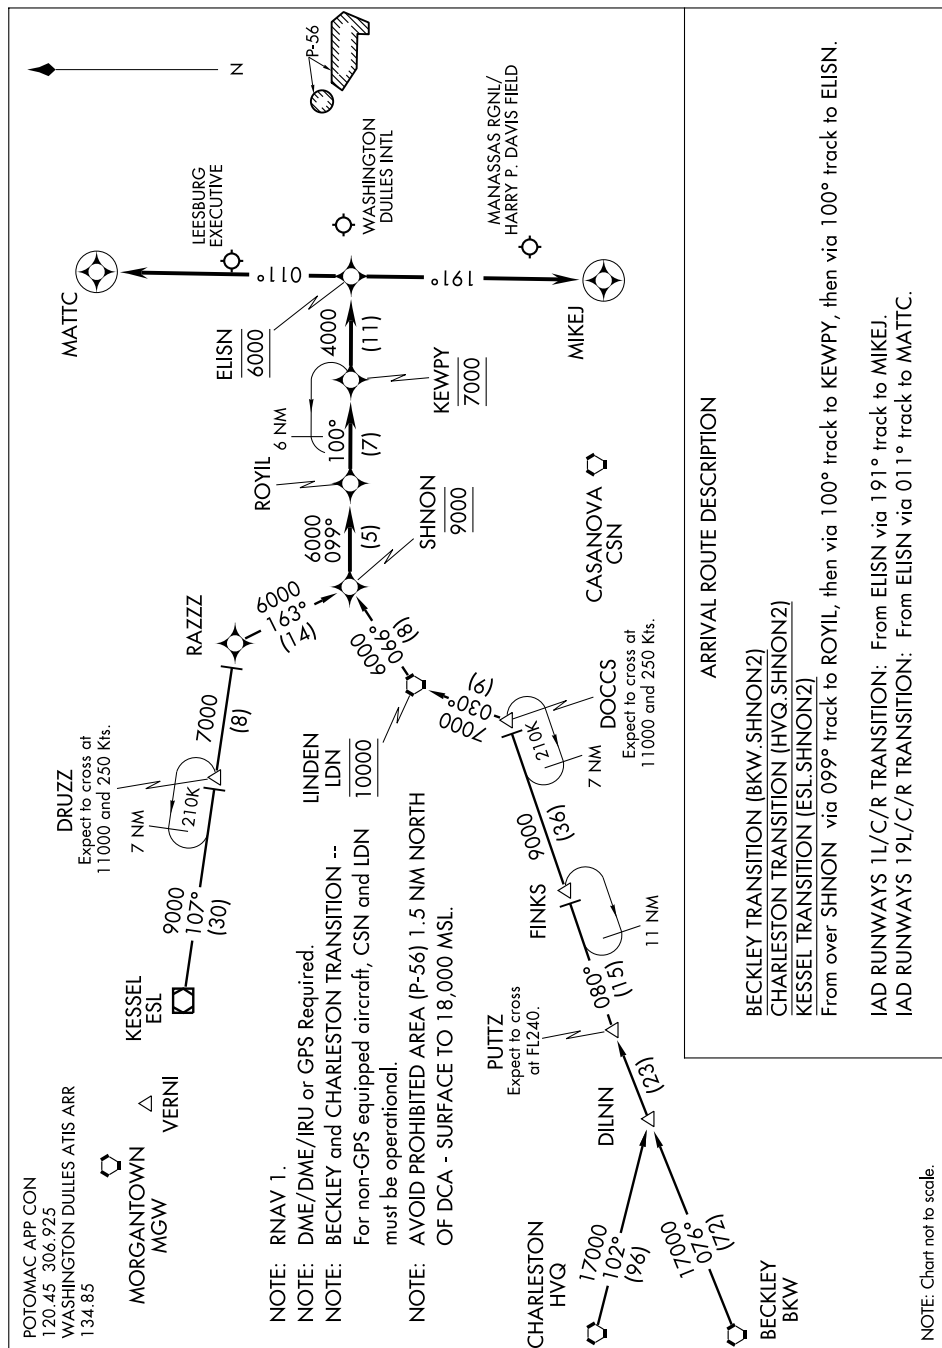 POTOMAC APP CON
120.45 306.925
WASHINGTON DULLES ATIS ARR
134.85
MORGANTOWN
MGW
VERNI
KESSEL
ESL
9000
107°
(30)
DRUZZ
Expect to cross at
11000 and 250 Kts.
7 NM
210K
7000
(8)
RAZZZ
6000
163°
(14)
MATTC
LEESBURG
EXECUTIVE
011°
P-56
N
WASHINGTON
DULLES INTL
MANASSAS RGNL/
HARRY P. DAVIS FIELD
191°
MIKEJ
ELISN
6000
4000
(11)
KEWPY
7000
6 NM
100°
(7)
ROYIL
6000
099°
(5)
SHNON
9000
CASANOVA
CSN
6000
066°
(8)
LINDEN
LDN
10000
7000
030°
(9)
DOCCS
Expect to cross at
11000 and 250 Kts.
210K
7 NM
9000
(36)
FINKS
11 NM
080°
(15)
PUTTZ
Expect to cross
at FL240.
(23)
DILNN
CHARLESTON
HVQ
17000
102°
(96)
17000
076°
(72)
BECKLEY
BKW
NOTE: RNAV 1.
NOTE: DME/DME/IRU or GPS Required.
NOTE: BECKLEY and CHARLESTON TRANSITION --
For non-GPS equipped aircraft, CSN and LDN
must be operational.
NOTE: AVOID PROHIBITED AREA (P-56) 1.5 NM NORTH
OF DCA - SURFACE TO 18,000 MSL.
ARRIVAL ROUTE DESCRIPTION
BECKLEY TRANSITION (BKW.SHNON2)
CHARLESTON TRANSITION (HVQ.SHNON2)
KESSEL TRANSITION (ESL.SHNON2)
From over SHNON via 099° track to ROYIL, then via 100° track to KEWPY, then via 100° track to ELISN.
IAD RUNWAYS 1L/C/R TRANSITION: From ELISN via 191° track to MIKEJ.
IAD RUNWAYS 19L/C/R TRANSITION: From ELISN via 011° track to MATTC.
NOTE: Chart not to scale.